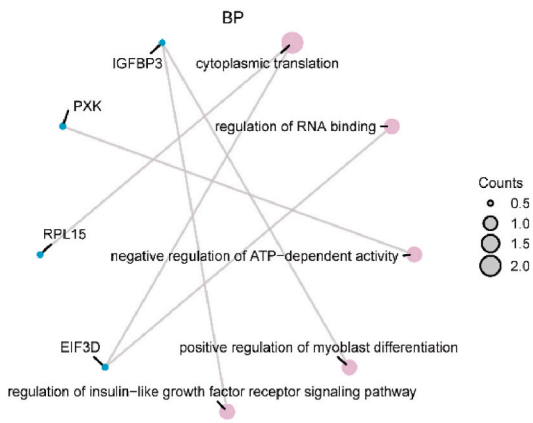 BP
IGFBP3
cytoplasmic translation
PXK
regulation of RNA binding
Counts
0.5
1.0
1.5
2.0
RPL15
negative regulation of ATP−dependent activity
EIF3D
positive regulation of myoblast differentiation
regulation of insulin−like growth factor receptor signaling pathway